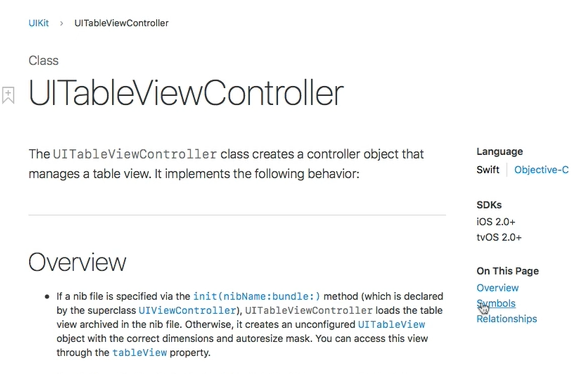 UIKit › UITableViewController
Class
UITableViewController
The UITableViewController class creates a controller object that
manages a table view. It implements the following behavior:
Language
Swift Objective-C
SDKs
iOS 2.0+
tvOS 2.0+
On This Page
Overview
Symbols
Relationships
Overview
• If a nib file is specified via the init(nibName:bundle:) method (which is declared
by the superclass UIViewController), UITableViewController loads the table
view archived in the nib file. Otherwise, it creates an unconfigured UITableView
object with the correct dimensions and autoresize mask. You can access this view
through the tableView property.